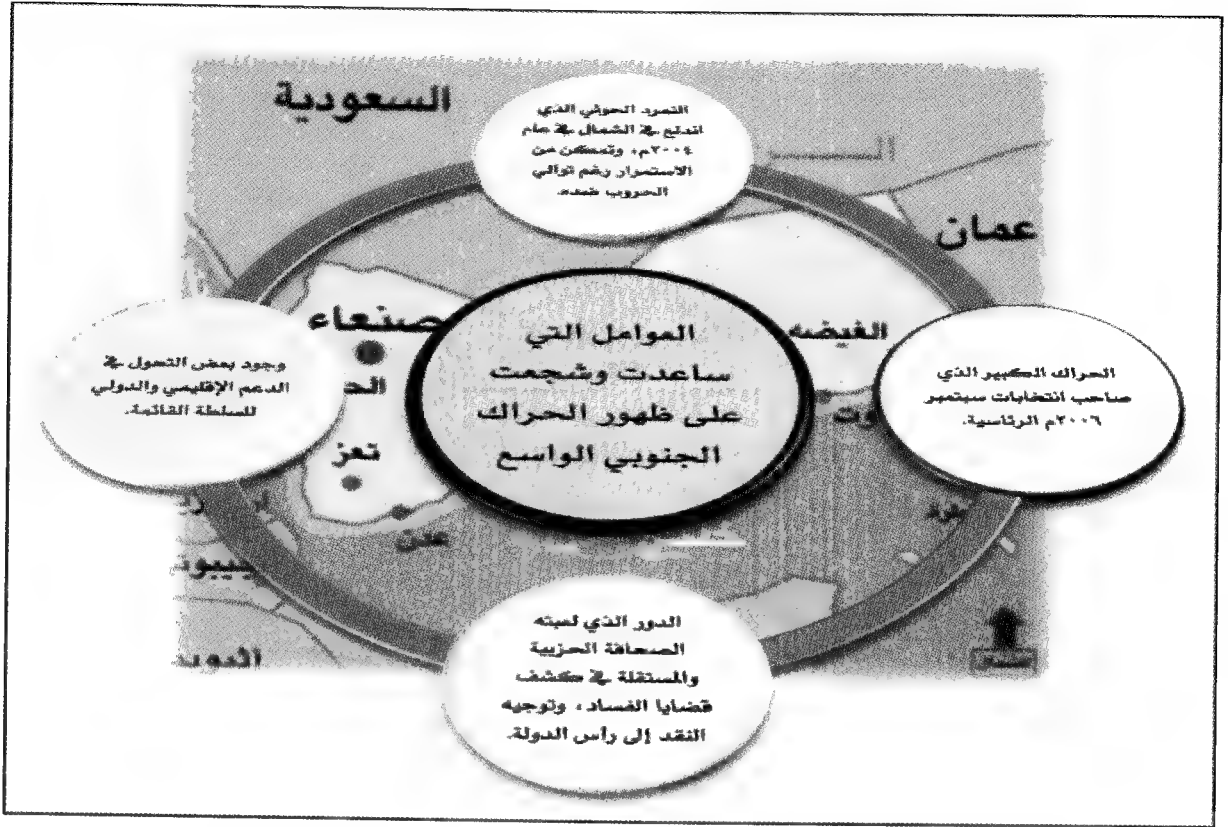 السعودية
عمان
التمرد الحوثي الذي
اندلع في الشمال في عام
٢٠٠٤م، وتمكن من
الاستمرار رغم توالي
الحروب ضده.
صنعاء
الغيضه
العوامل التي
ساعدت وشجعت
على ظهور الحراك
الجنوبي الواسع
الحراك الكبير الذي
صاحب انتخابات سبتمبر
٢٠٠٦م الرئاسية.
وجود بعض التحول في
الدعم الإقليمي والدولي
للسلطة القائمة.
الحد
وت
تعز
عدن
الدور الذي لعبته
الصحافة الحزبية
والمستقلة في كشف
قضايا الفساد، وتوجيه
النقد إلى رأس الدولة.